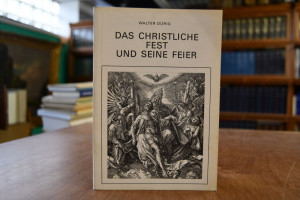 WALTER DÜRIG
DAS CHRISTLICHE
FEST
UND SEINE FEIER